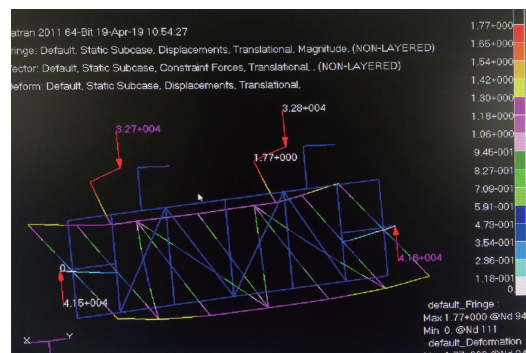 atran 2011 64-Bit 19-Apr-19 10:54:27
ringe: Default, Static Subcase, Displacements, Translational, Magnitude, (NON-LAYERED)
ector: Default, Static Subcase, Constraint Forces, Translational, , (NON-LAYERED)
eform: Default, Static Subcase, Displacements, Translational,
1.77+000
1.65+000
1.54+000
1.42+000
1.30+000
1.18+000
1.06+000
9.45-001
8.27-001
7.09-001
5.91-001
4.73-001
3.54-001
2.36-001
1.18-001
0.
3.27+004
3.28+004
1.77+000
0
4.15+004
4.16+004
X
Y
default_Fringe :
Max 1.77+000 @Nd 94
Min 0. @Nd 111
default_Deformation